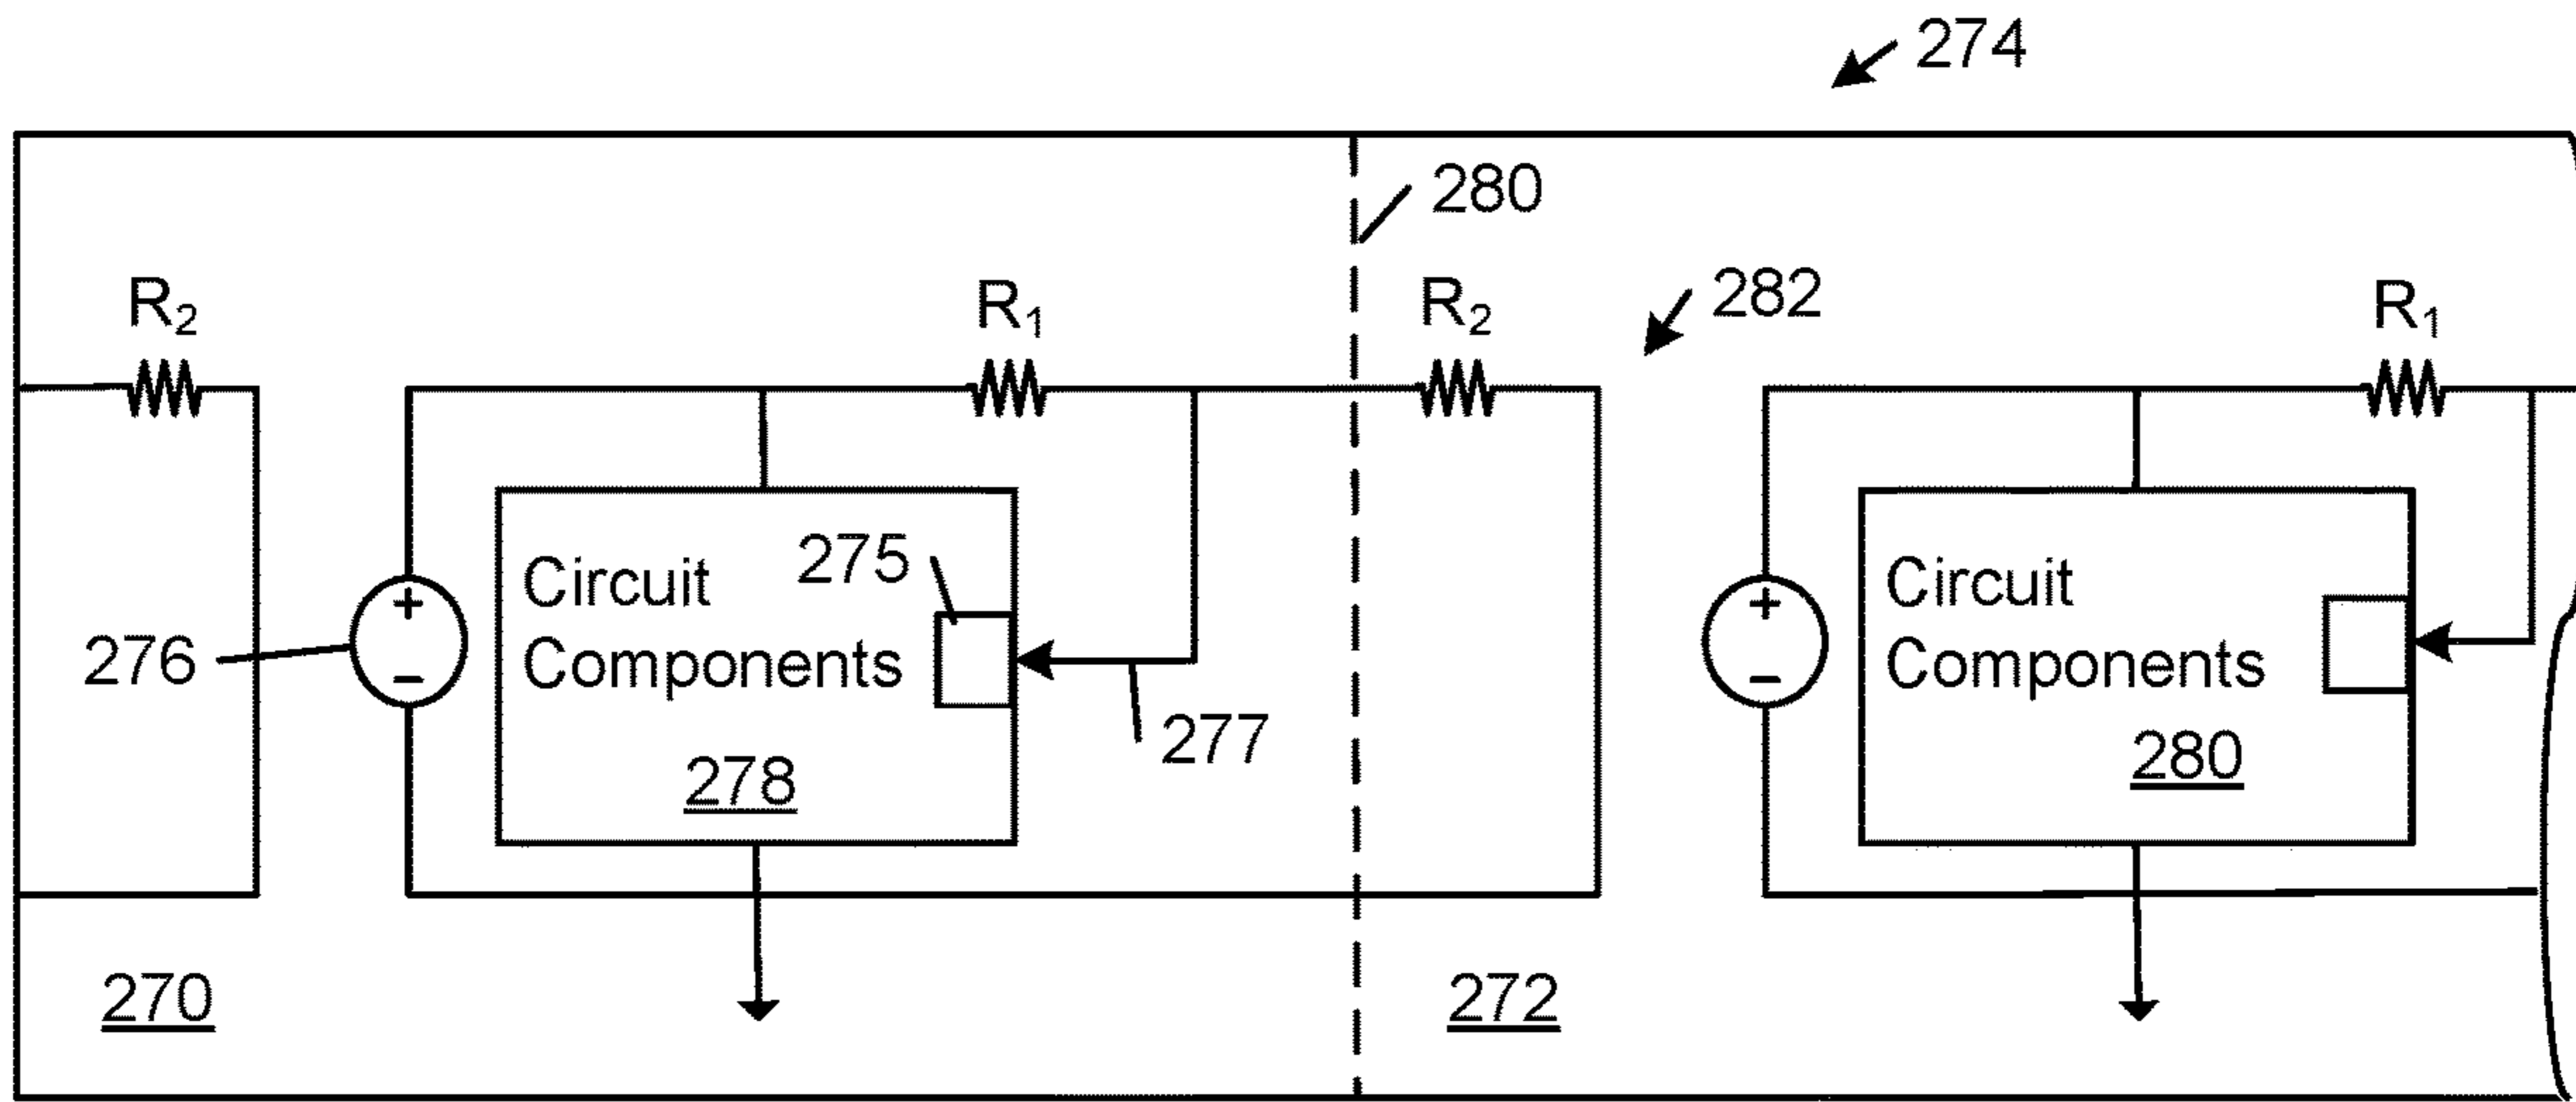 274
280
282
R₂
R₁
R₂
R₁
275
Circuit
Components
278
276
277
Circuit
Components
280
270
272